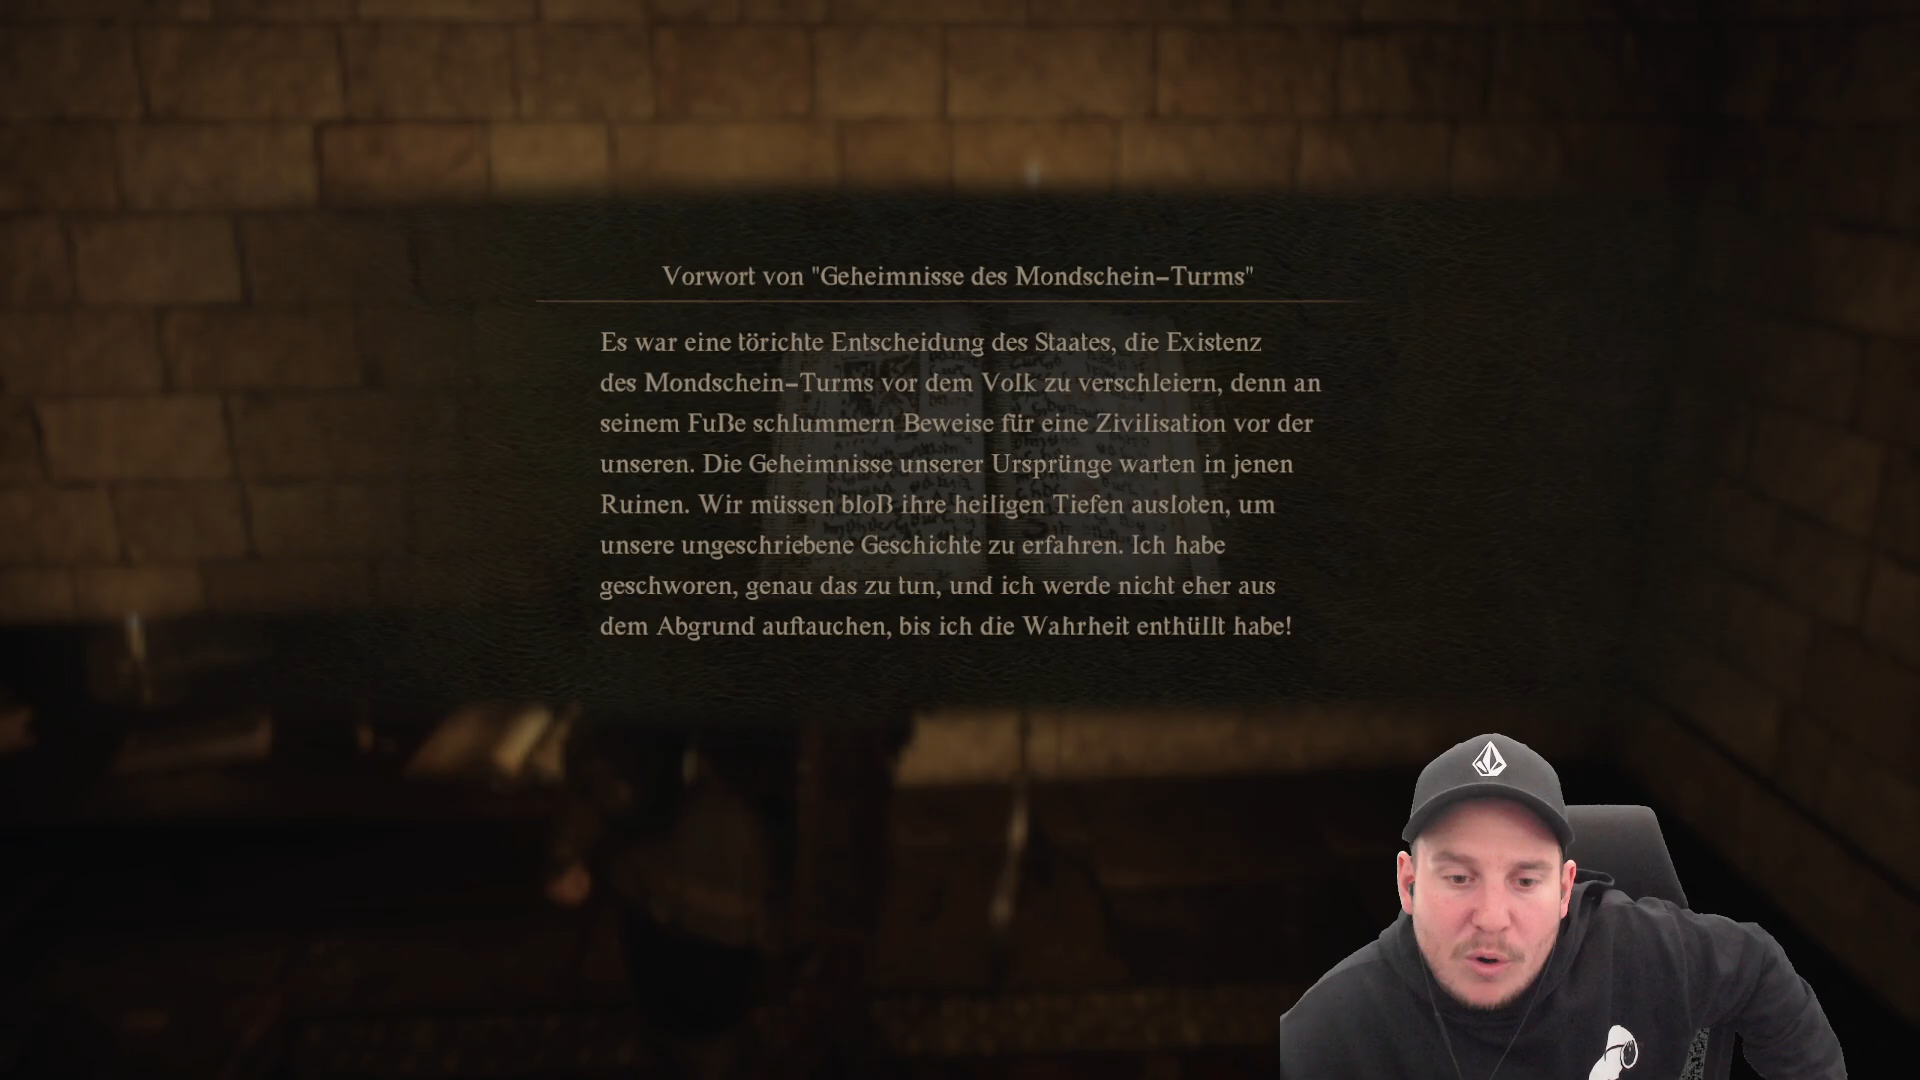 Vorwort von "Geheimnisse des Mondschein-Turms"
Es war eine törichte Entscheidung des Staates, die Existenz
des Mondschein-Turms vor dem Volk zu verschleiern, denn an
seinem Fuße schlummern Beweise für eine Zivilisation vor der
unseren. Die Geheimnisse unserer Ursprünge warten in jenen
Ruinen. Wir müssen bloß ihre heiligen Tiefen ausloten, um
unsere ungeschriebene Geschichte zu erfahren. Ich habe
geschworen, genau das zu tun, und ich werde nicht eher aus
dem Abgrund auftauchen, bis ich die Wahrheit enthüllt habe!